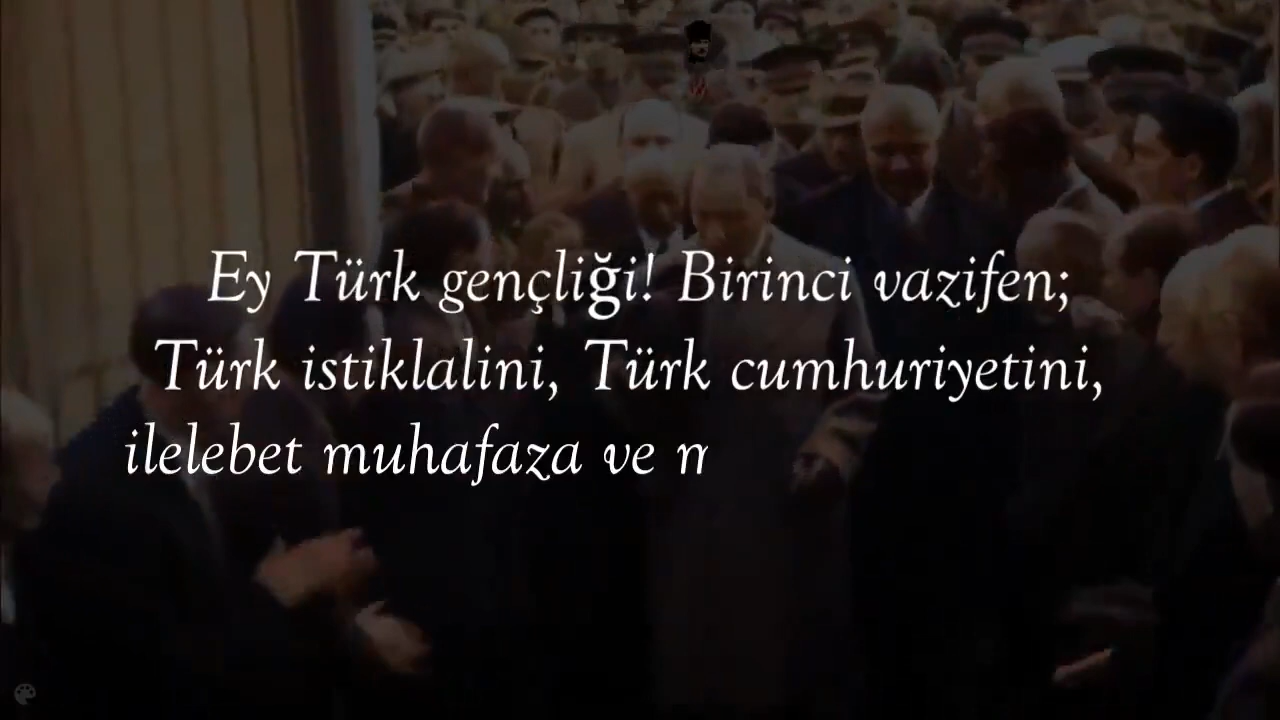 Ey Türk gençliği! Birinci vazifen;
Türk istiklalini, Türk cumhuriyetini,
ilelebet muhafaza ve m